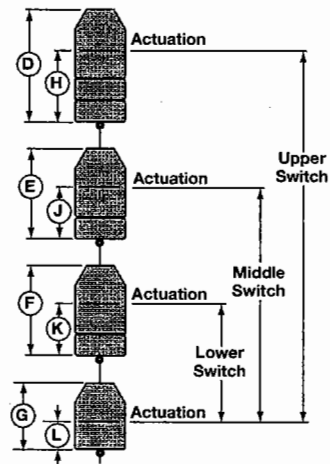 Actuation
D
H
Upper
Switch
Actuation
E
J
Middle
Switch
Actuation
F
K
Lower
Switch
Actuation
G
L